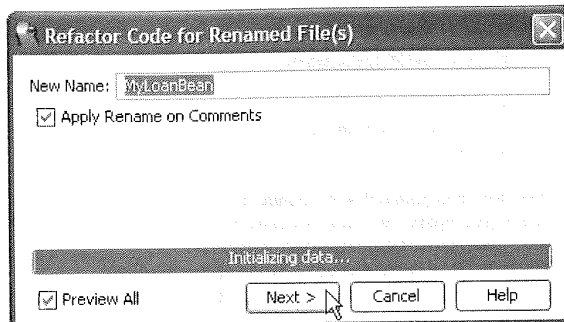 Refactor Code for Renamed File(s)
New Name: MyLoanBean
Apply Rename on Comments
Initializing data...
Preview All Next > Cancel Help